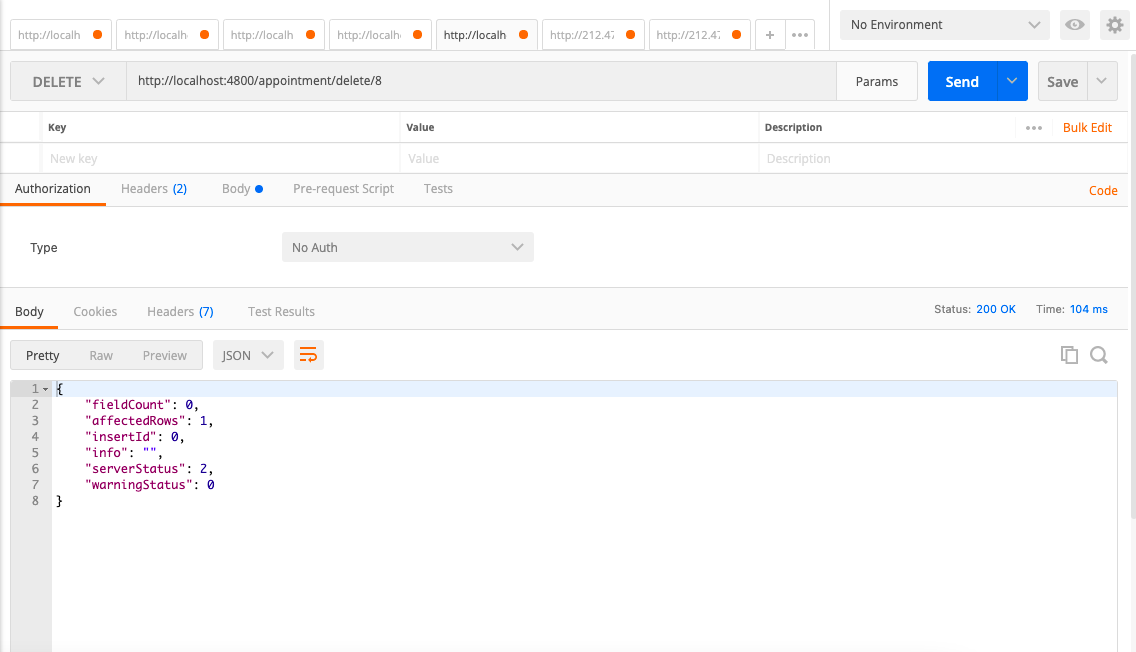 http://localh http://localh http://localh http://localh http://localh http://212.47 http://212.47 + ••• No Environment
DELETE http://localhost:4800/appointment/delete/8 Params Send Save
Key Value Description ••• Bulk Edit
New key Value Description
Authorization Headers (2) Body Pre-request Script Tests Code
Type No Auth
Body Cookies Headers (7) Test Results Status: 200 OK Time: 104 ms
Pretty Raw Preview JSON
1 {
2 "fieldCount": 0,
3 "affectedRows": 1,
4 "insertId": 0,
5 "info": "",
6 "serverStatus": 2,
7 "warningStatus": 0
8 }